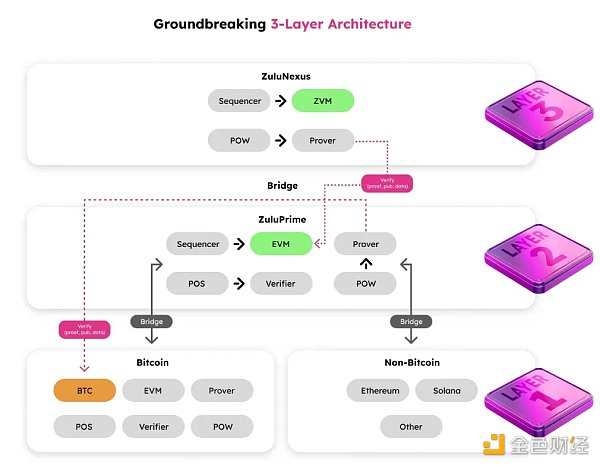 Groundbreaking 3-Layer Architecture
ZuluNexus
Sequencer
ZVM
POW
Prover
LAYER 3
Verify
(proof, pub, data)
Bridge
ZuluPrime
Sequencer
EVM
Prover
POS
Verifier
POW
LAYER 2
Verify
(proof, pub, data)
Bridge
Bridge
Bitcoin
BTC
EVM
Prover
POS
Verifier
POW
Non-Bitcoin
Ethereum
Solana
Other
LAYER 1
金色财经